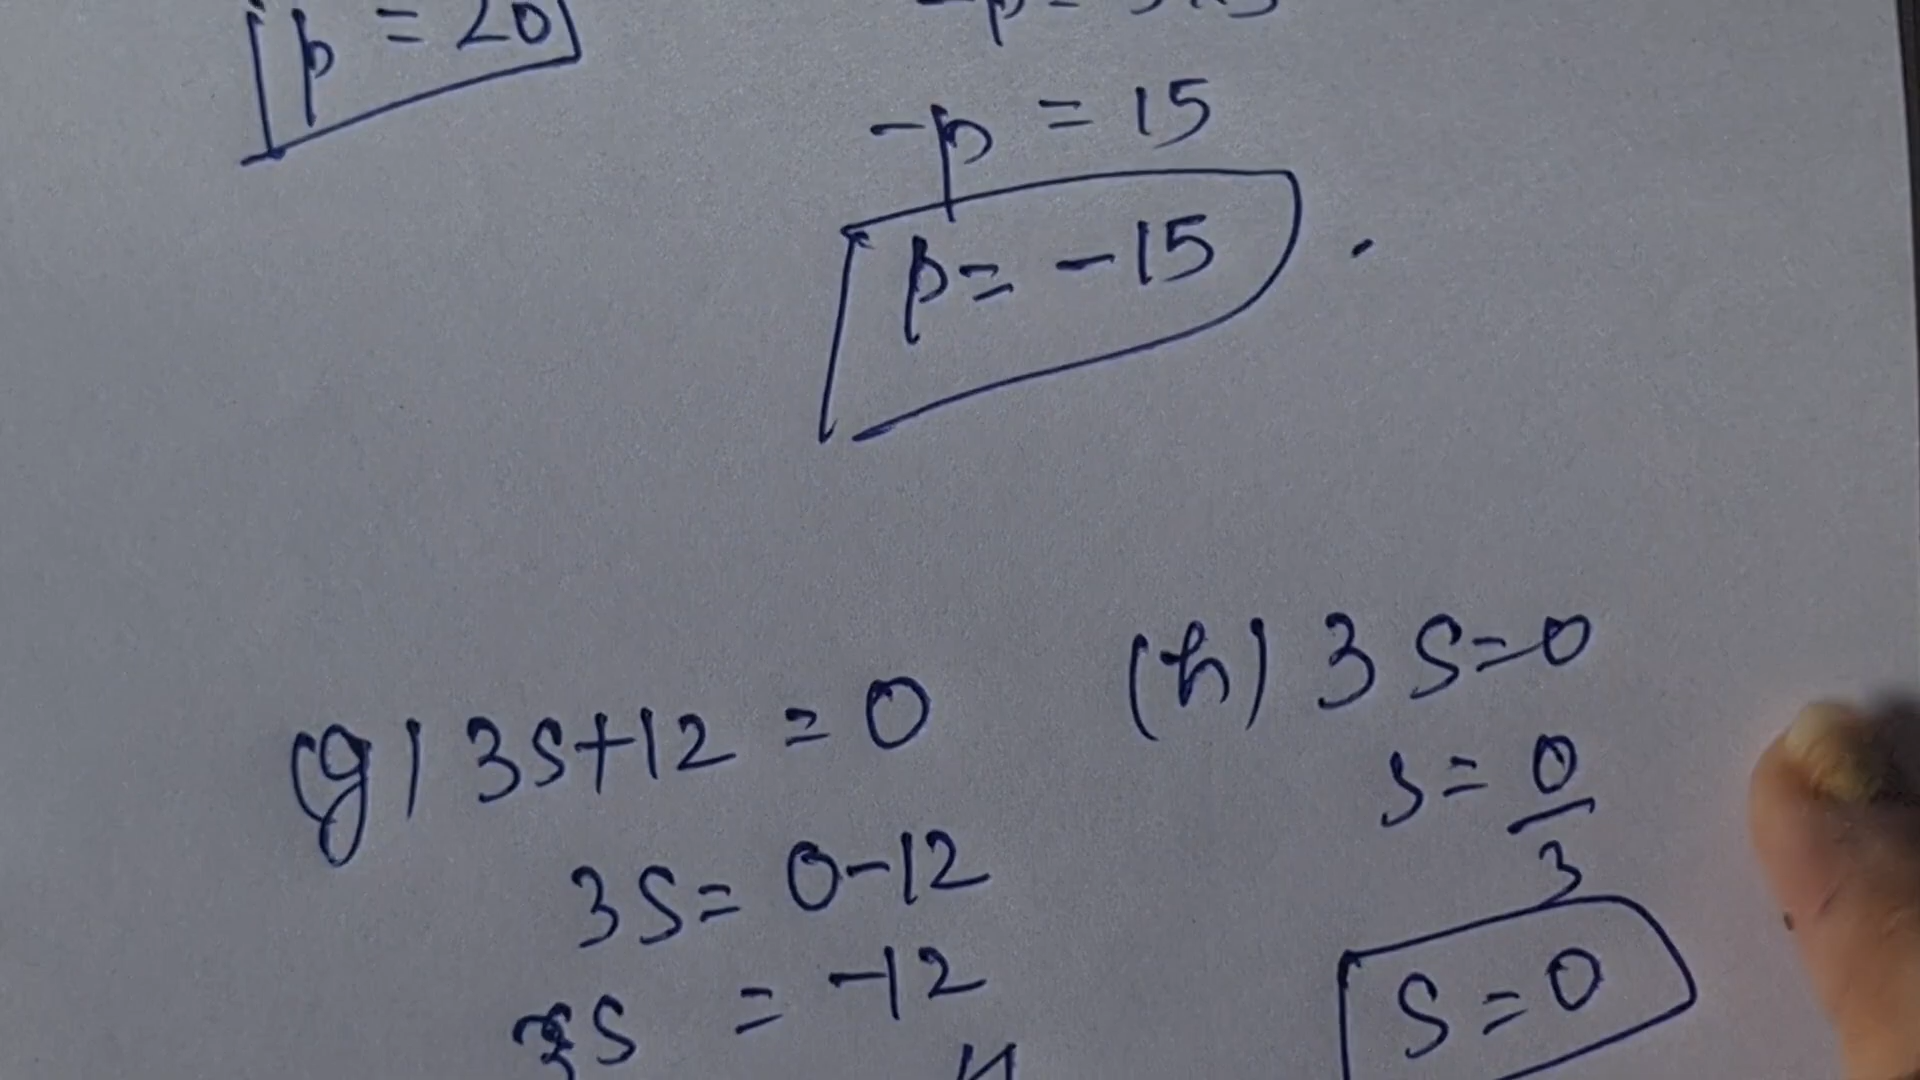 p = 20
-p = 15
p = -15 .
(g) 3s+12 = 0
3s = 0-12
3s = -12
(h) 3s=0
s = 0/3
s = 0